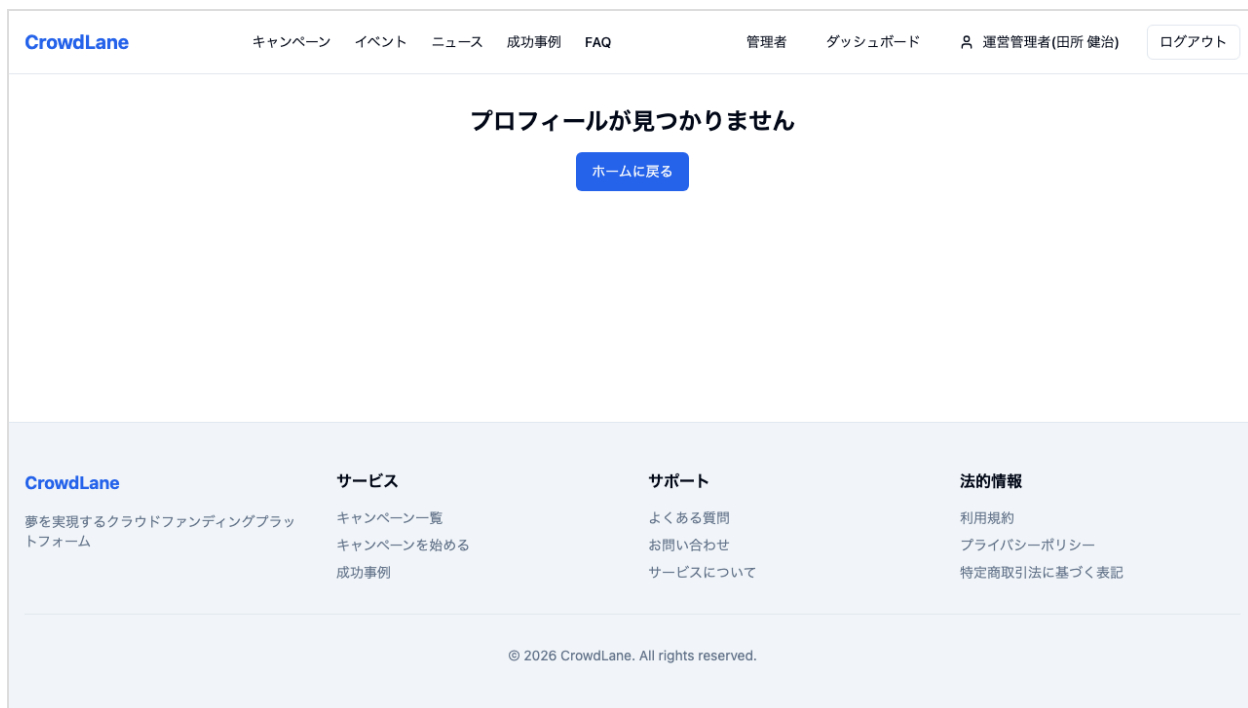 CrowdLane キャンペーン イベント ニュース 成功事例 FAQ 管理者 ダッシュボード 運営管理者(田所 健治) ログアウト
プロフィールが見つかりません
ホームに戻る
CrowdLane
夢を実現するクラウドファンディングプラッ
トフォーム
サービス
キャンペーン一覧
キャンペーンを始める
成功事例
サポート
よくある質問
お問い合わせ
サービスについて
法的情報
利用規約
プライバシーポリシー
特定商取引法に基づく表記
© 2026 CrowdLane. All rights reserved.